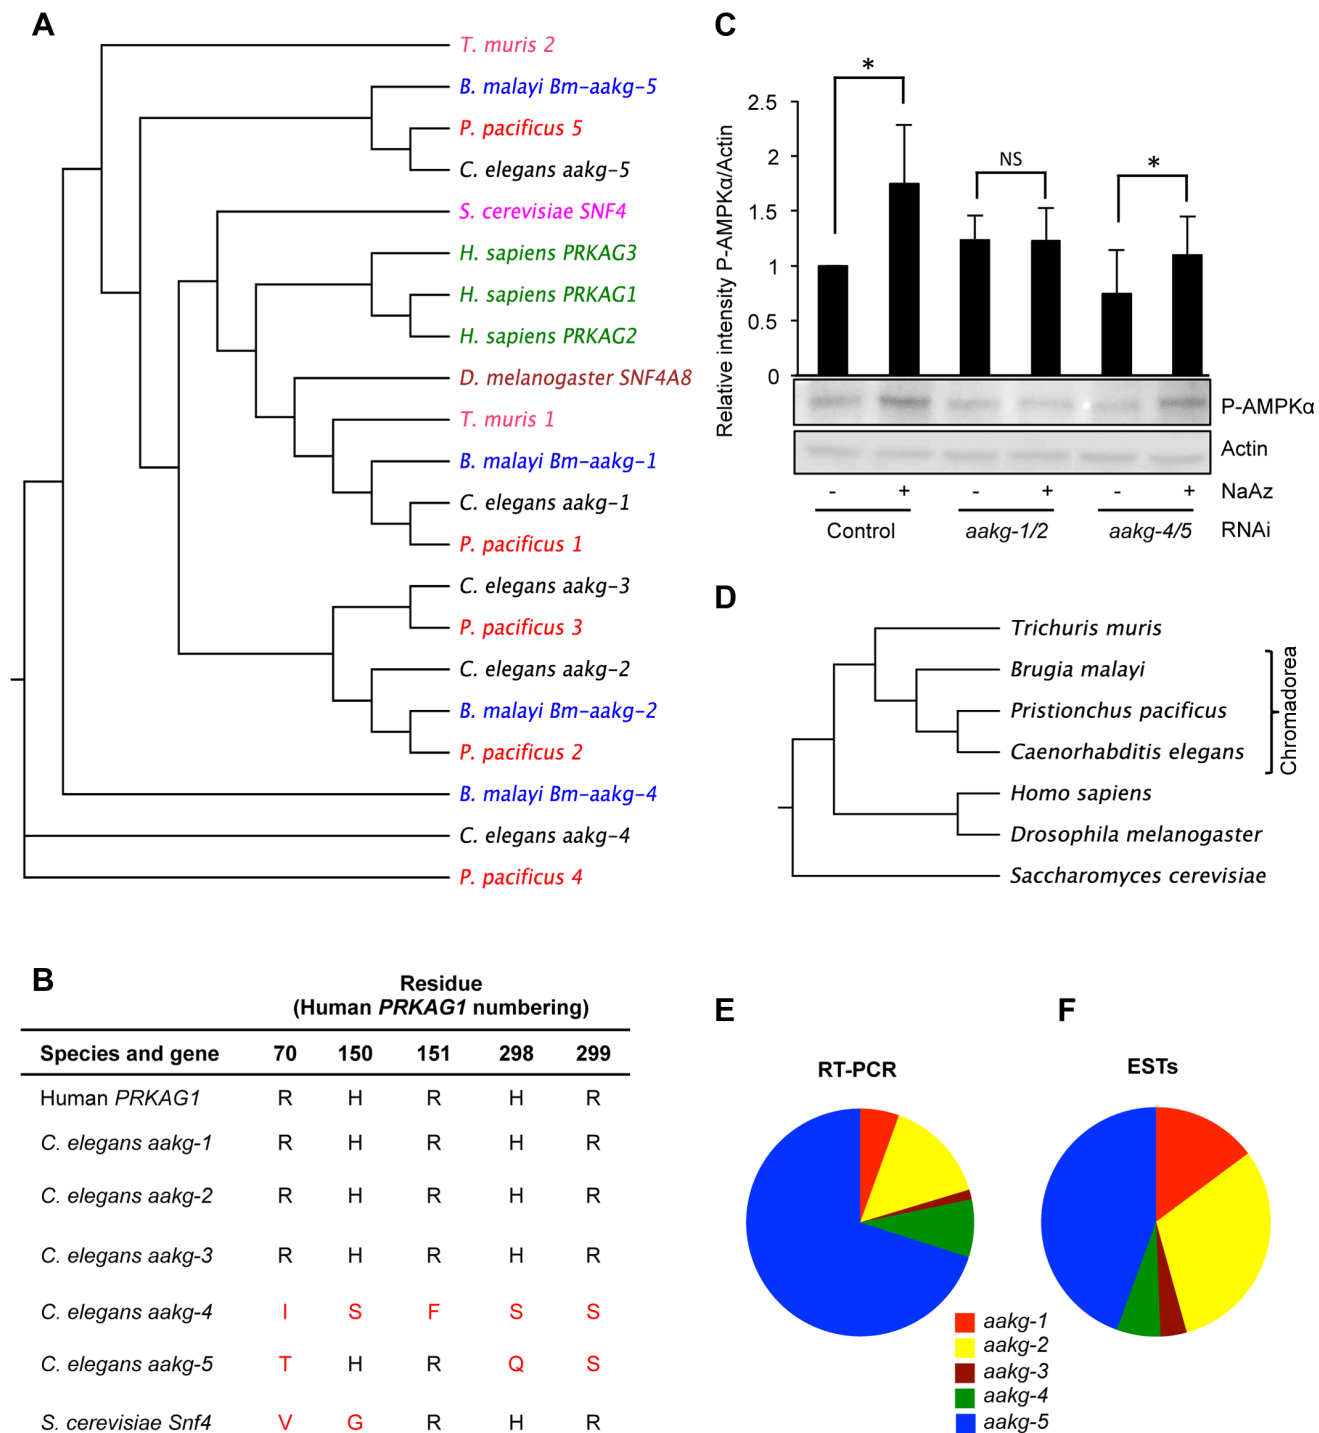 A
T. muris 2
B. malayi Bm-aakg-5
P. pacificus 5
C. elegans aakg-5
S. cerevisiae SNF4
H. sapiens PRKAG3
H. sapiens PRKAG1
H. sapiens PRKAG2
D. melanogaster SNF4A8
T. muris 1
B. malayi Bm-aakg-1
C. elegans aakg-1
P. pacificus 1
C. elegans aakg-3
P. pacificus 3
C. elegans aakg-2
B. malayi Bm-aakg-2
P. pacificus 2
B. malayi Bm-aakg-4
C. elegans aakg-4
P. pacificus 4
B
Residue
(Human PRKAG1 numbering)
Species and gene 70 150 151 298 299
Human PRKAG1 R H R H R
C. elegans aakg-1 R H R H R
C. elegans aakg-2 R H R H R
C. elegans aakg-3 R H R H R
C. elegans aakg-4 I S F S S
C. elegans aakg-5 T H R Q S
S. cerevisiae Snf4 V G R H R
C
Relative intensity P-AMPKα/Actin
2.5
2
1.5
1
0.5
0
* NS *
P-AMPKα
Actin
- + - + - + NaAz
Control aakg-1/2 aakg-4/5 RNAi
D
Trichuris muris
Brugia malayi
Pristionchus pacificus
Caenorhabditis elegans
Homo sapiens
Drosophila melanogaster
Saccharomyces cerevisiae
Chromadorea
E
RT-PCR
F
ESTs
aakg-1
aakg-2
aakg-3
aakg-4
aakg-5